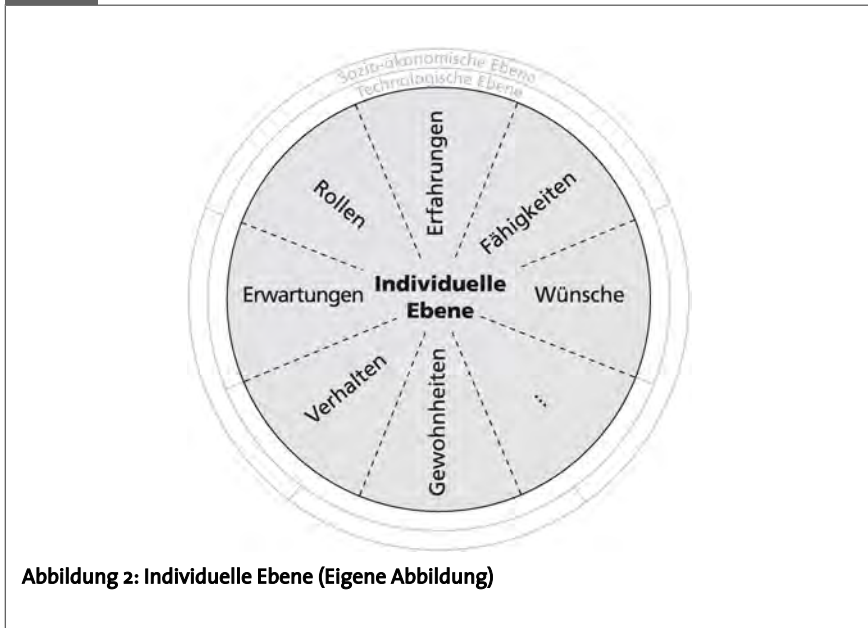 Sozio-ökonomische Ebene
Technologische Ebene
Erfahrungen
Fähigkeiten
Wünsche
...
Gewohnheiten
Verhalten
Erwartungen
Rollen
Individuelle
Ebene
Abbildung 2: Individuelle Ebene (Eigene Abbildung)